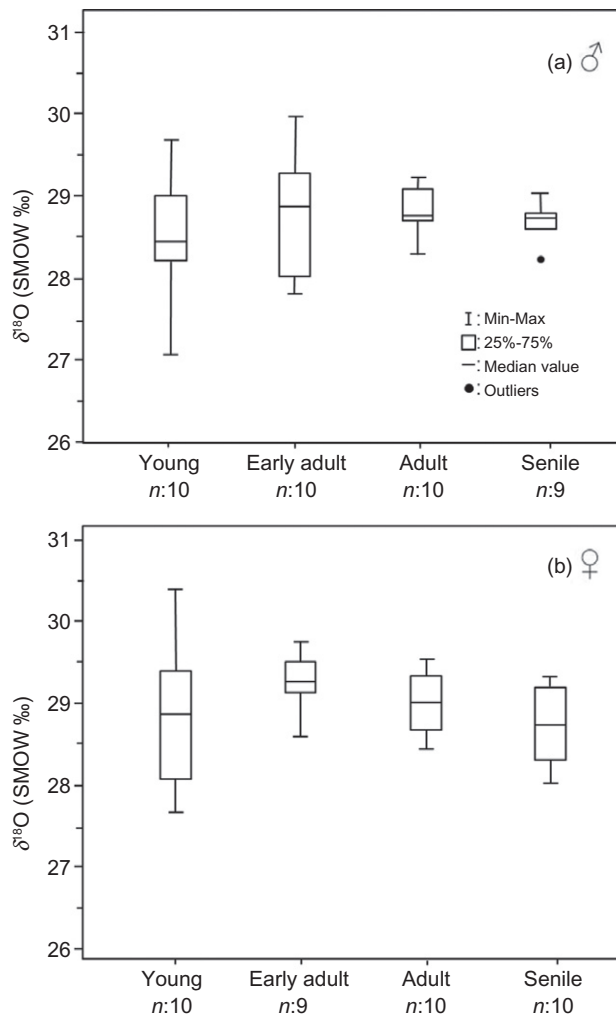 31
30
29
28
27
26
δ¹⁸O (SMOW ‰)
(a) ♂
: Min-Max
: 25%-75%
: Median value
: Outliers
Young Early adult Adult Senile
n:10 n:10 n:10 n:9
31
30
29
28
27
26
δ¹⁸O (SMOW ‰)
(b) ♀
Young Early adult Adult Senile
n:10 n:9 n:10 n:10